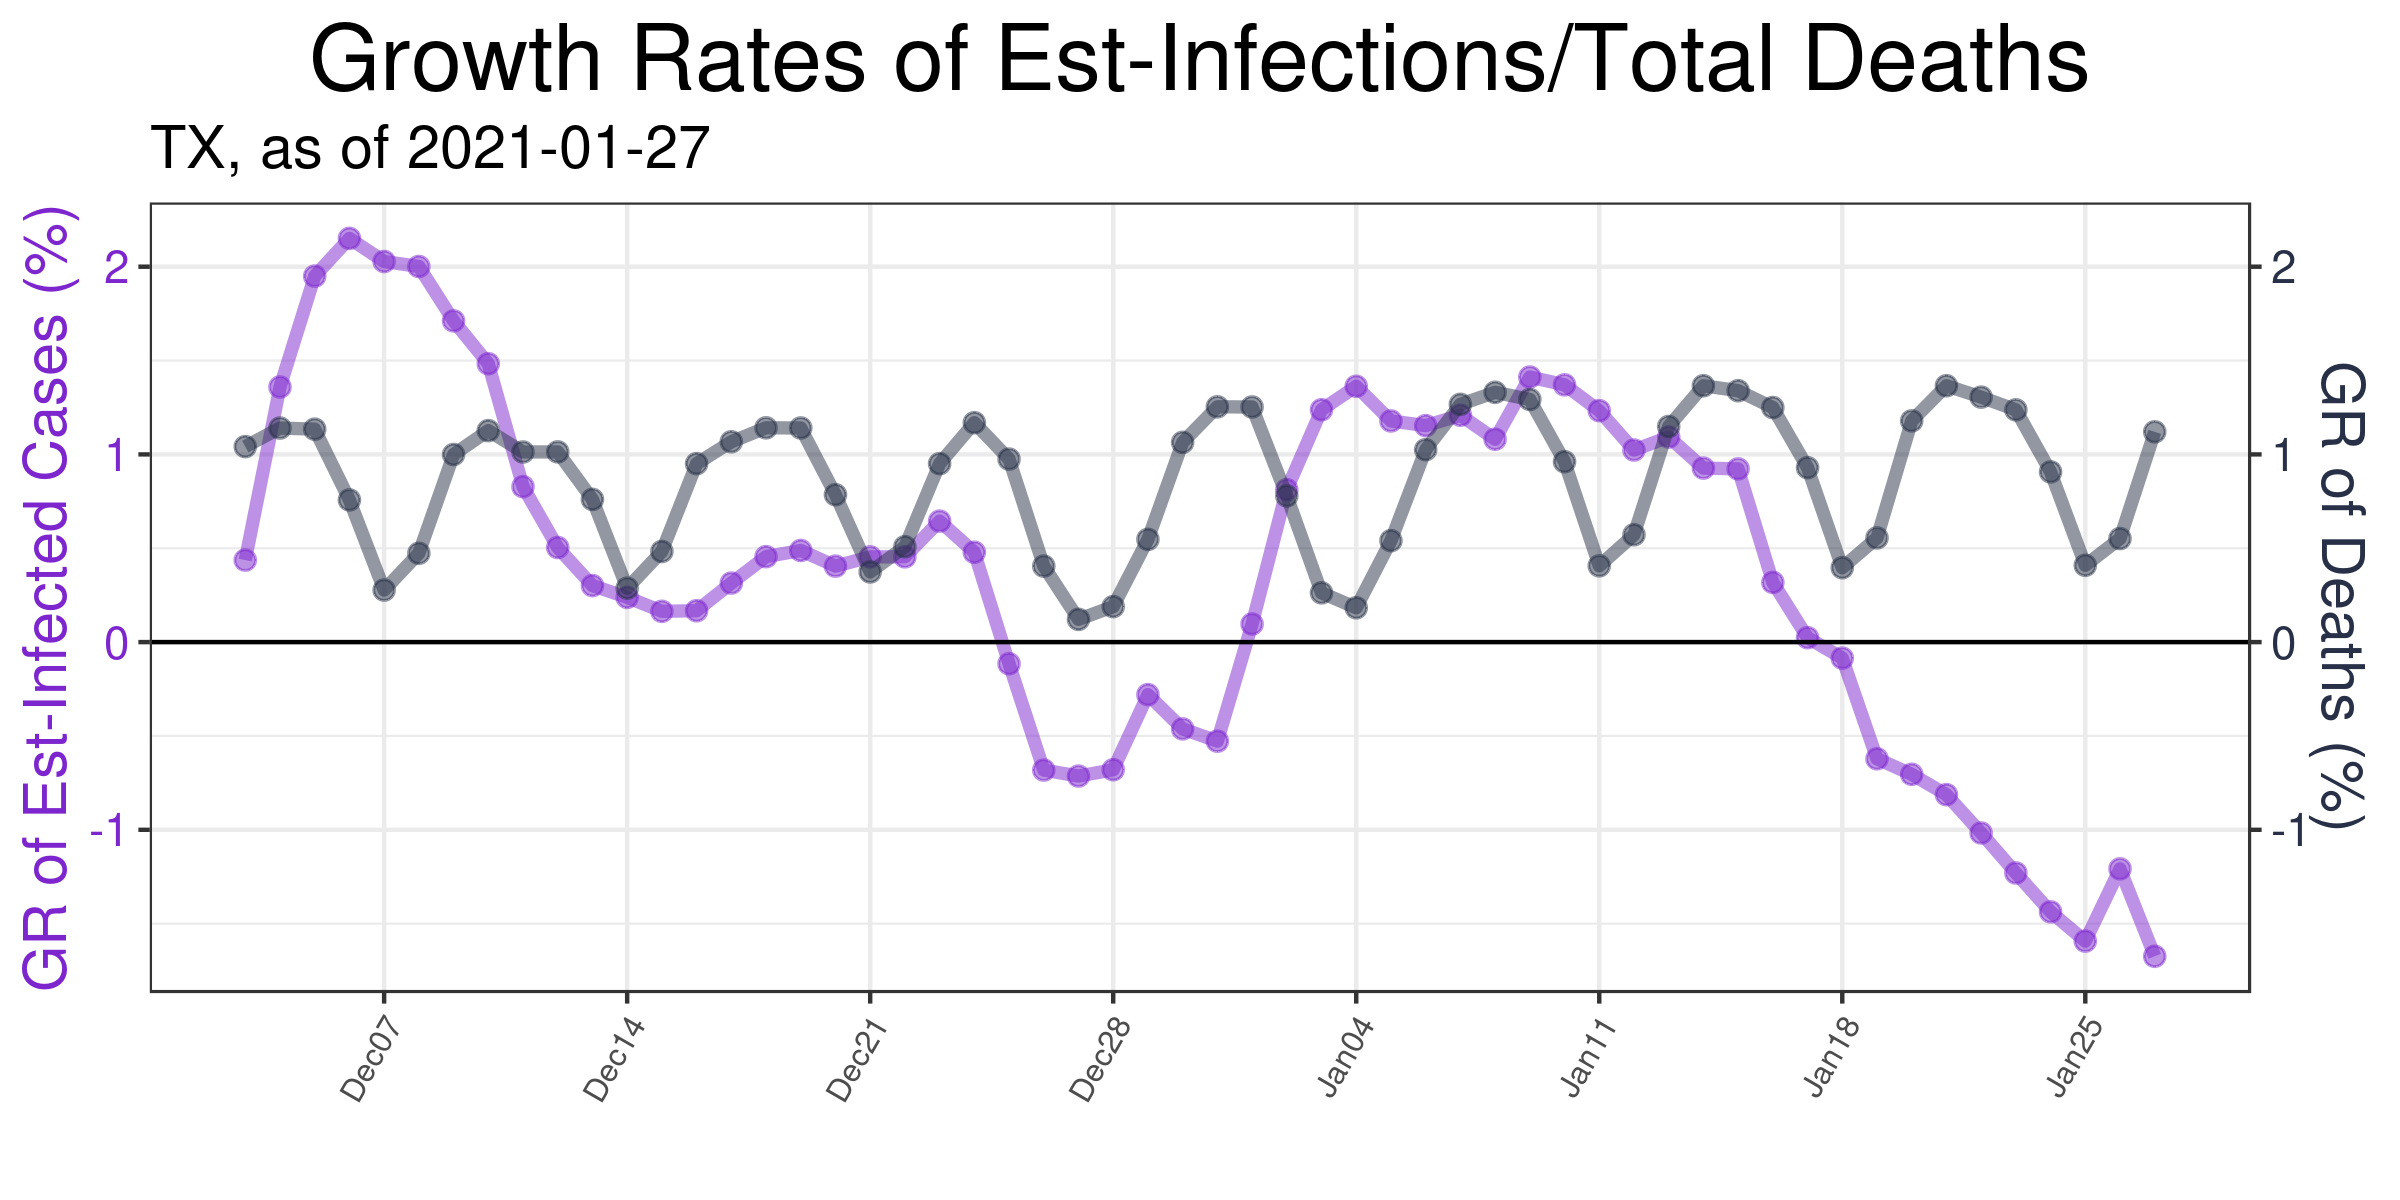 Growth Rates of Est-Infections/Total Deaths
TX, as of 2021-01-27
GR of Est-Infected Cases (%)
2
1
0
-1
2
1
0
-1
GR of Deaths (%)
Dec07
Dec14
Dec21
Dec28
Jan04
Jan11
Jan18
Jan25